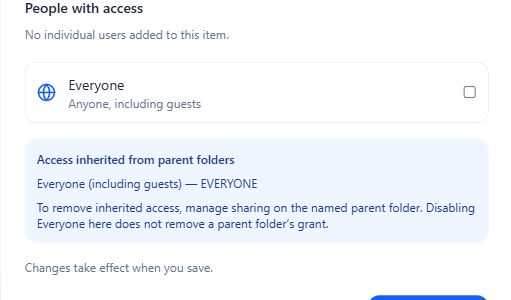 People with access
No individual users added to this item.
Everyone
Anyone, including guests
Access inherited from parent folders
Everyone (including guests) — EVERYONE
To remove inherited access, manage sharing on the named parent folder. Disabling
Everyone here does not remove a parent folder's grant.
Changes take effect when you save.